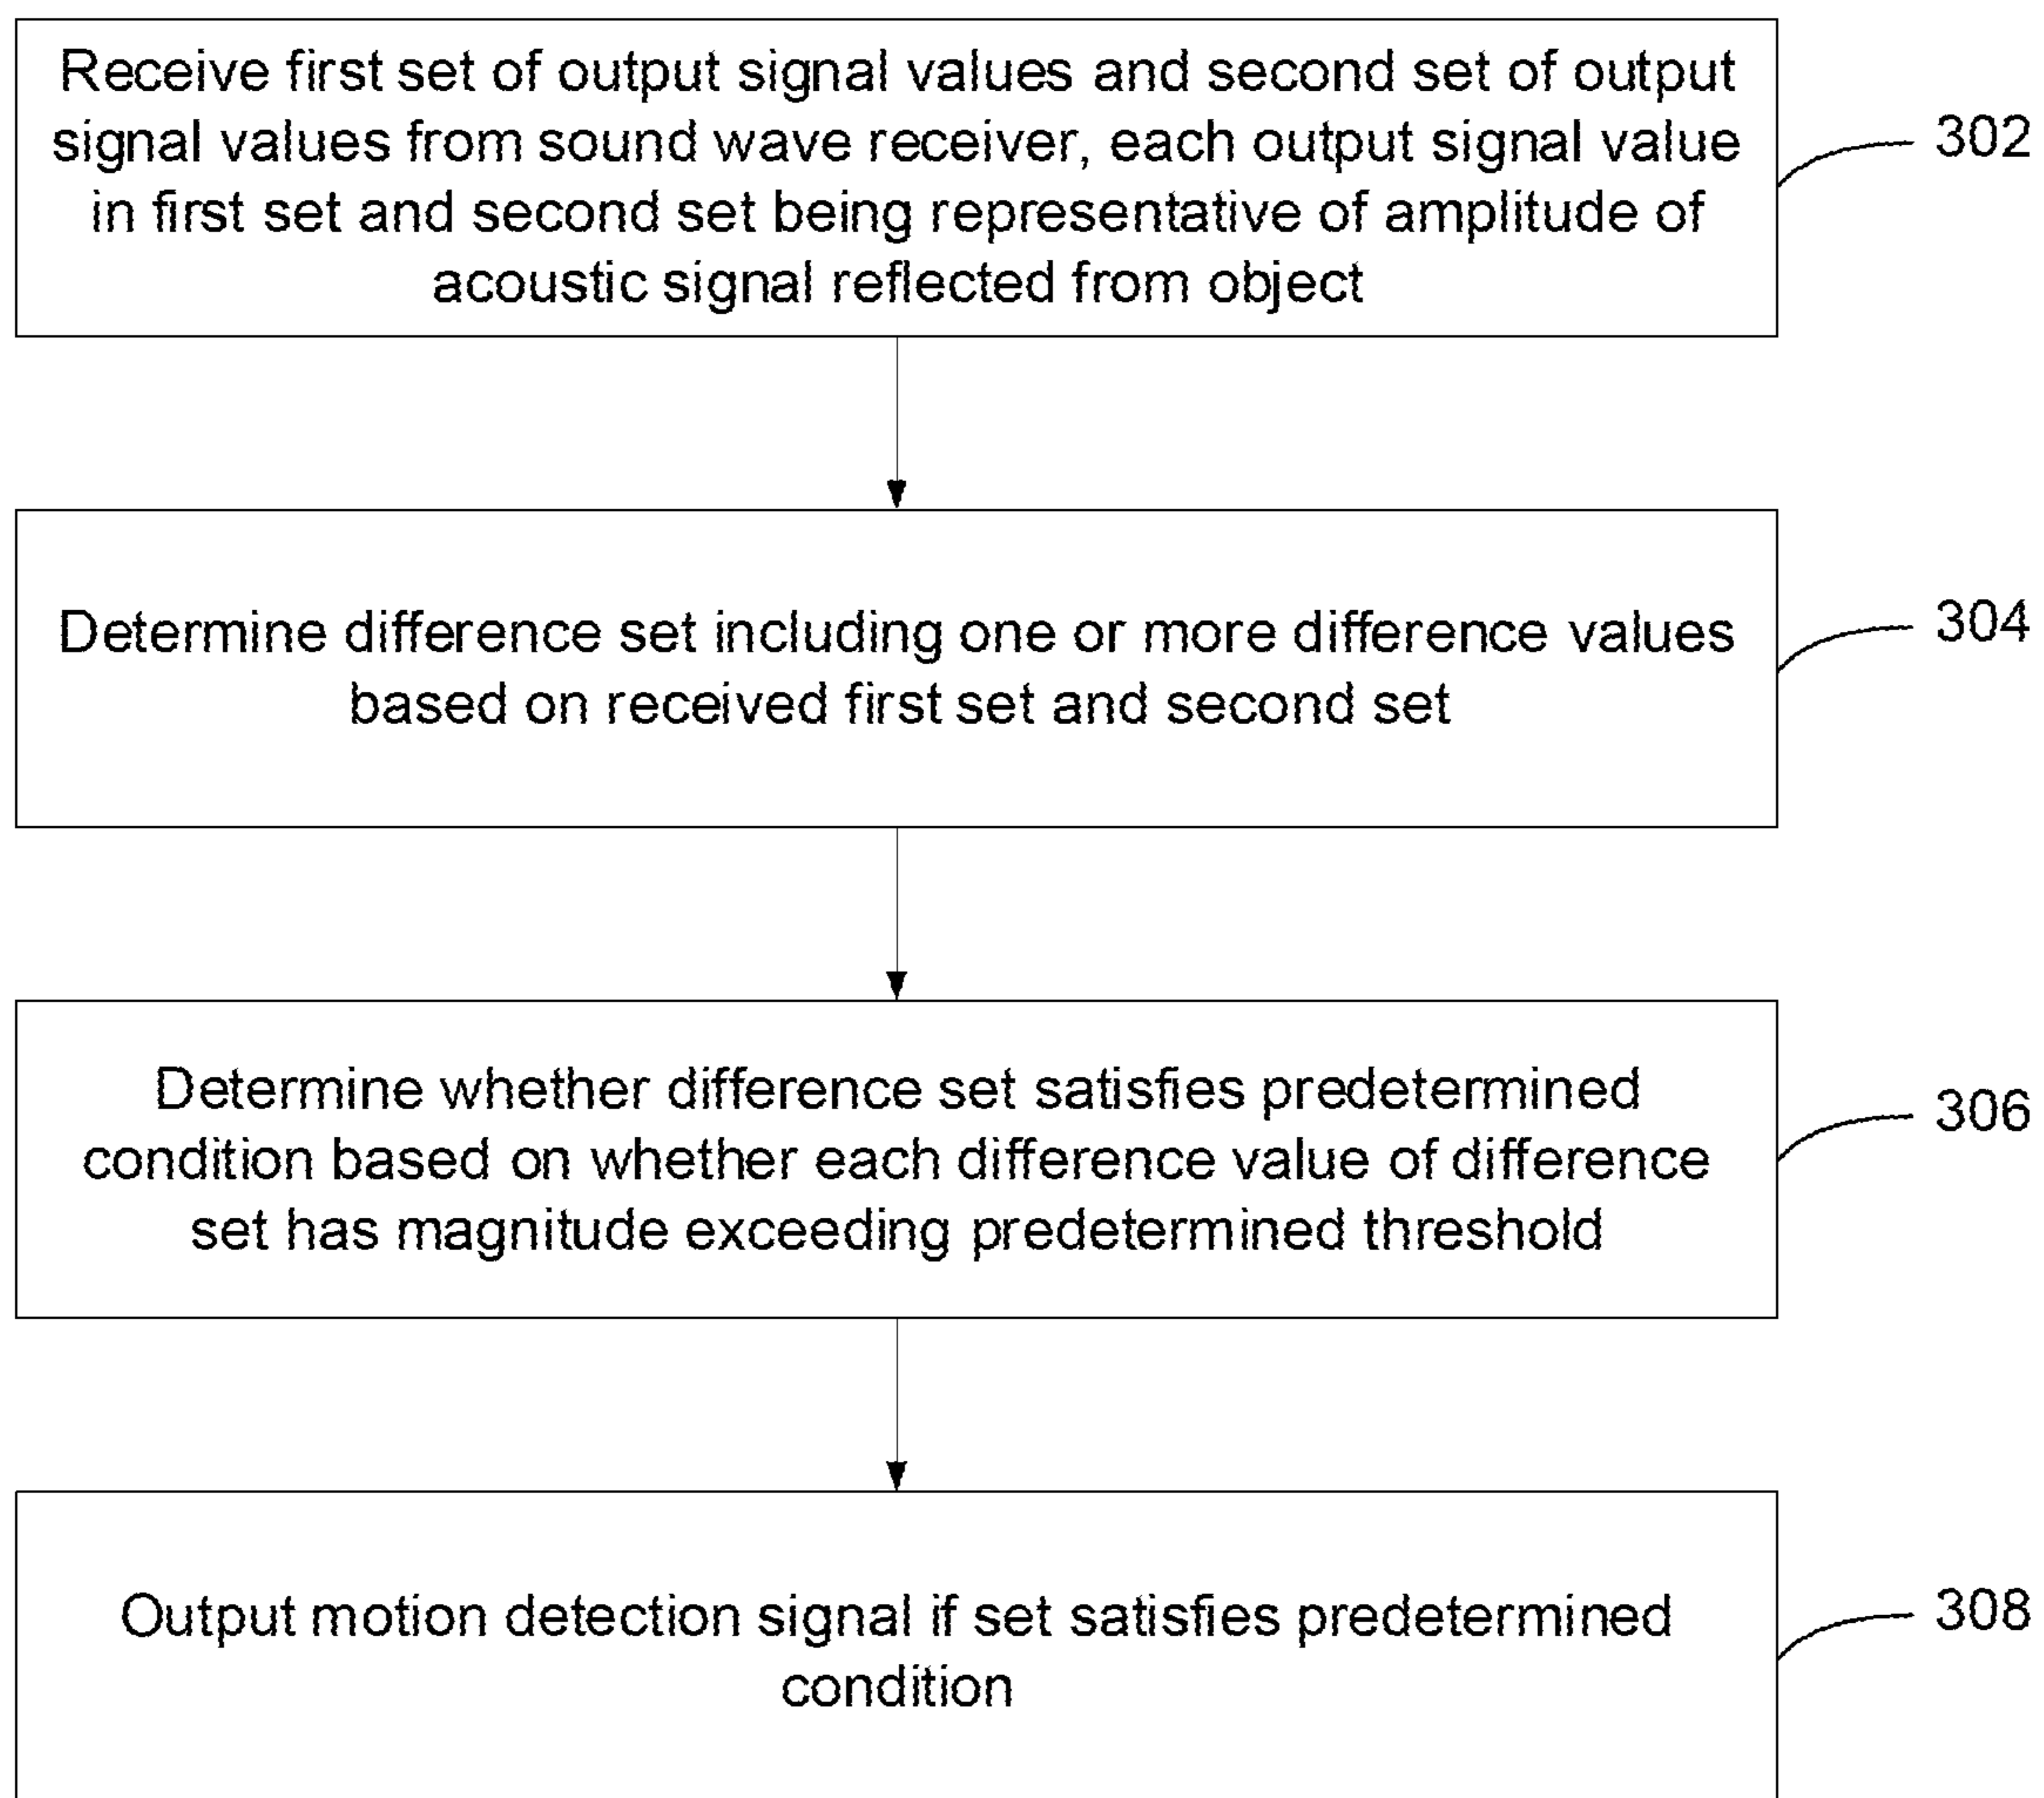 Receive first set of output signal values and second set of output
signal values from sound wave receiver, each output signal value
in first set and second set being representative of amplitude of
acoustic signal reflected from object
302
Determine difference set including one or more difference values
based on received first set and second set
304
Determine whether difference set satisfies predetermined
condition based on whether each difference value of difference
set has magnitude exceeding predetermined threshold
306
Output motion detection signal if set satisfies predetermined
condition
308